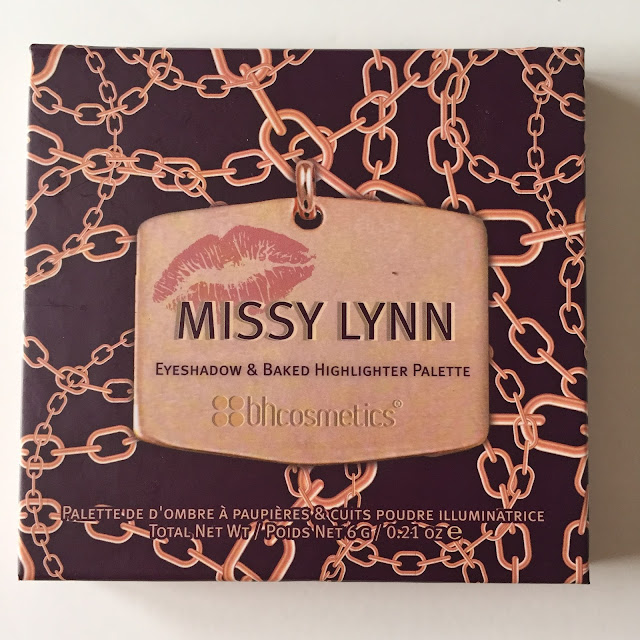 MISSY LYNN
EYESHADOW & BAKED HIGHLIGHTER PALETTE
bhcosmetics®
PALETTE DE D'OMBRE À PAUPIÈRES & CUITS POUDRE ILLUMINATRICE
TOTAL NET WT / POIDS NET 6 G / 0.21 OZ ℮